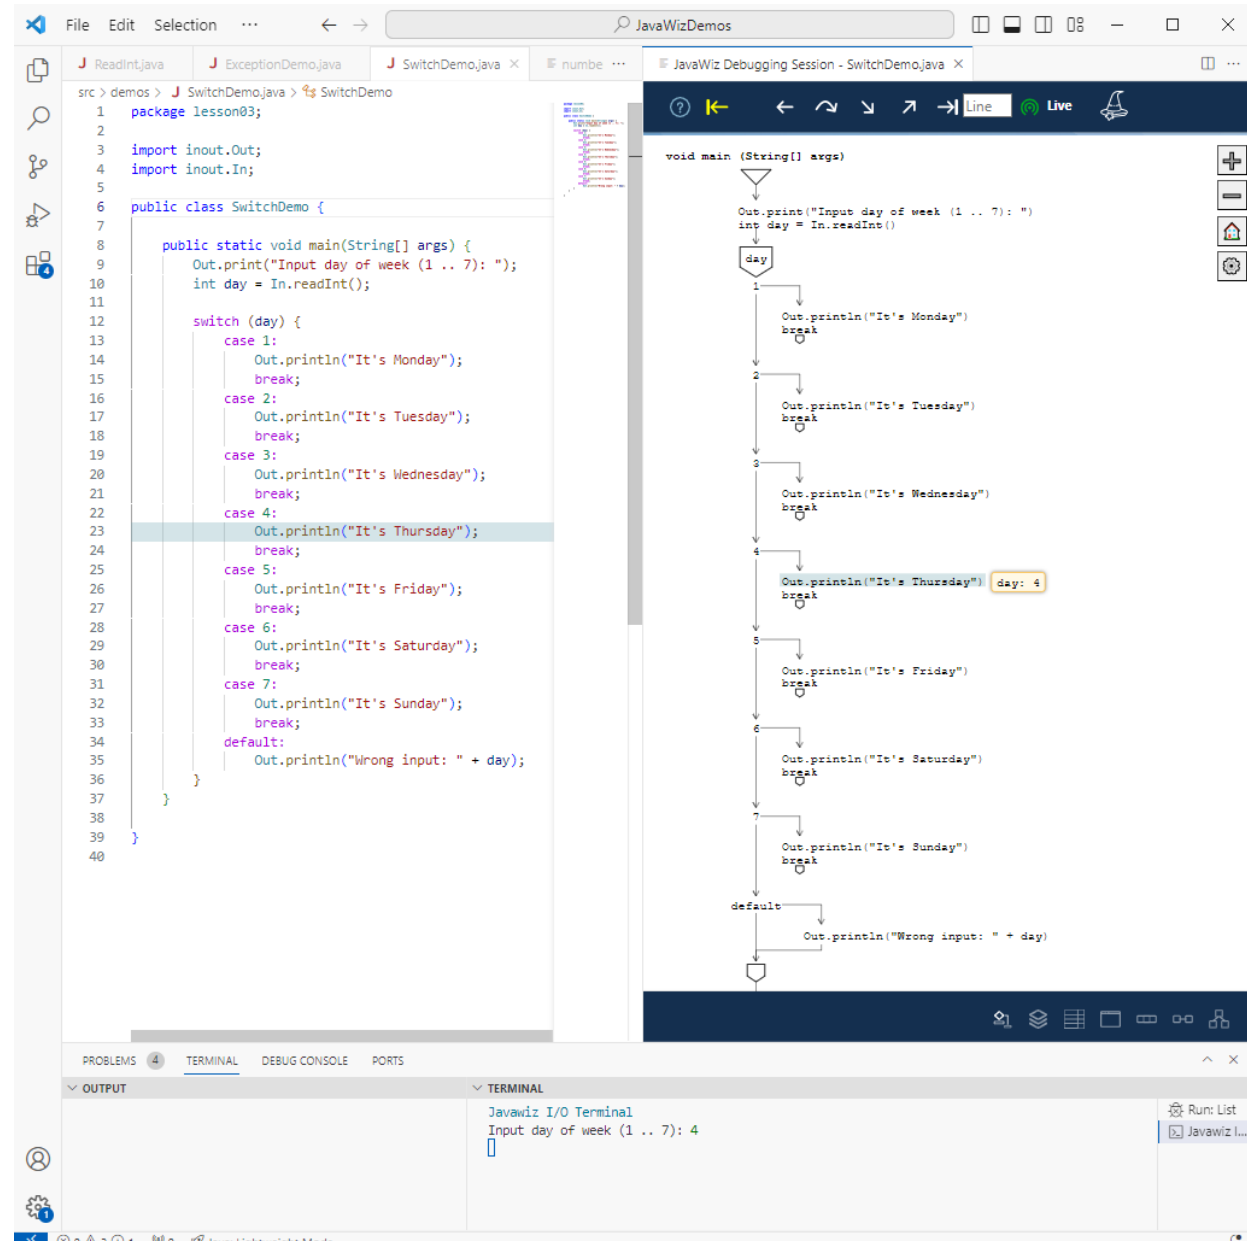 File Edit Selection ··· JavaWizDemos
J ReadInt.java J ExceptionDemo.java J SwitchDemo.java × numbe ··· JavaWiz Debugging Session - SwitchDemo.java × ···
src > demos > J SwitchDemo.java > SwitchDemo
1 package lesson03;
2
3 import inout.Out;
4 import inout.In;
5
6 public class SwitchDemo {
7
8 public static void main(String[] args) {
9 Out.print("Input day of week (1 .. 7): ");
10 int day = In.readInt();
11
12 switch (day) {
13 case 1:
14 Out.println("It's Monday");
15 break;
16 case 2:
17 Out.println("It's Tuesday");
18 break;
19 case 3:
20 Out.println("It's Wednesday");
21 break;
22 case 4:
23 Out.println("It's Thursday");
24 break;
25 case 5:
26 Out.println("It's Friday");
27 break;
28 case 6:
29 Out.println("It's Saturday");
30 break;
31 case 7:
32 Out.println("It's Sunday");
33 break;
34 default:
35 Out.println("Wrong input: " + day);
36 }
37 }
38
39 }
40
Line Live
void main (String[] args)
Out.print("Input day of week (1 .. 7): ")
int day = In.readInt()
day
1
Out.println("It's Monday")
break
2
Out.println("It's Tuesday")
break
3
Out.println("It's Wednesday")
break
4
Out.println("It's Thursday") day: 4
break
5
Out.println("It's Friday")
break
6
Out.println("It's Saturday")
break
7
Out.println("It's Sunday")
break
default
Out.println("Wrong input: " + day)
4
PROBLEMS 4 TERMINAL DEBUG CONSOLE PORTS
OUTPUT
TERMINAL
Javawiz I/O Terminal
Input day of week (1 .. 7): 4
Run: List
Javawiz I...
1